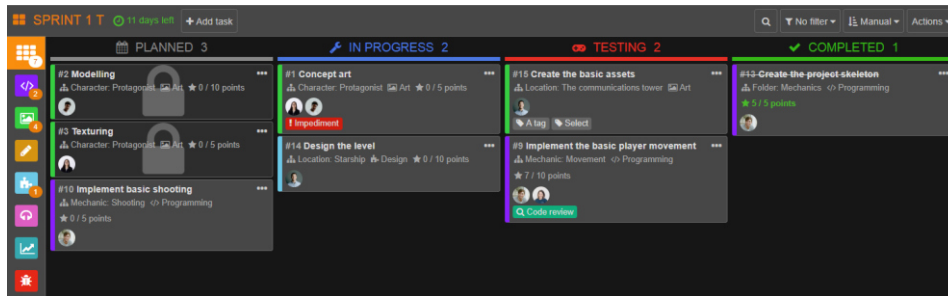 SPRINT 1 T 11 days left + Add task No filter Manual Actions
PLANNED 3
#2 Modelling
Character: Protagonist Art 0 / 10 points
#3 Texturing
Character: Protagonist Art 0 / 5 points
#10 Implement basic shooting
Mechanic: Shooting Programming
0 / 5 points
IN PROGRESS 2
#1 Concept art
Character: Protagonist Art 0 / 5 points
! Impediment
#14 Design the level
Location: Starship Design 0 / 10 points
TESTING 2
#15 Create the basic assets
Location: The communications tower Art
A tag Select
#9 Implement the basic player movement
Mechanic: Movement Programming
7 / 10 points
Code review
COMPLETED 1
#13 Create the project skeleton
Folder: Mechanics Programming
5 / 5 points
7
2
4
1